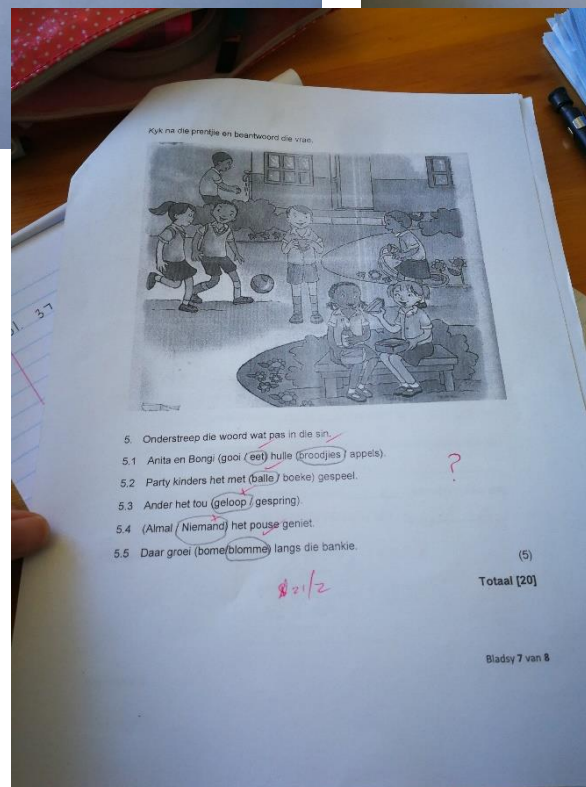 37
Kyk na die prentjie en beantwoord die vrae.
5. Onderstreep die woord wat pas in die sin.
5.1 Anita en Bongi (gooi / eet) hulle (broodjies / appels).
?
5.2 Party kinders het met (balle / boeke) gespeel.
5.3 Ander het tou (geloop / gespring).
5.4 (Almal / Niemand) het pouse geniet.
5.5 Daar groei (bome/blomme) langs die bankie.
(5)
Totaal [20]
Bladsy 7 van 8